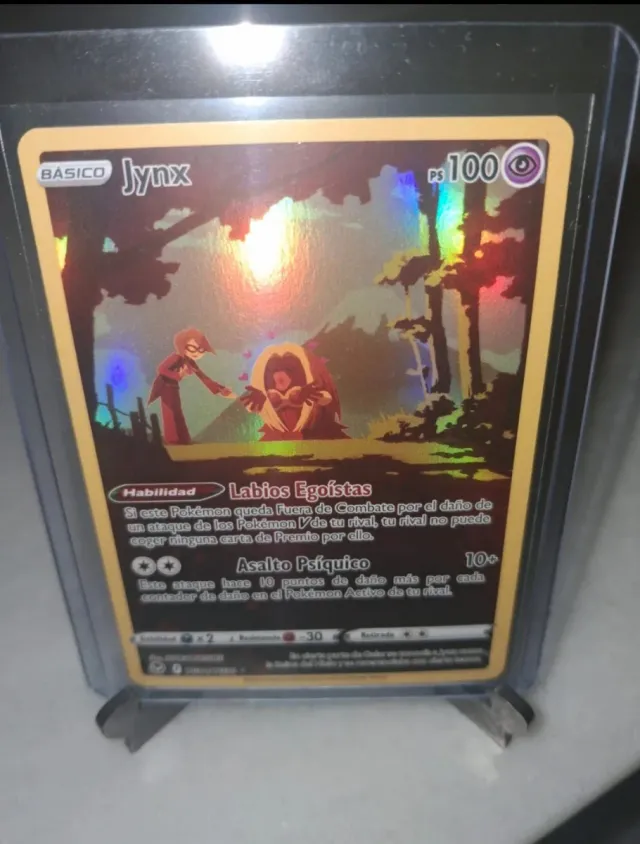 BÁSICO Jynx PS 100
Habilidad Labios Egoístas
Si este Pokémon queda Fuera de Combate por el daño de
un ataque de los Pokémon V de tu rival, tu rival no puede
coger ninguna carta de Premio por ello.
Asalto Psíquico 10+
Este ataque hace 10 puntos de daño más por cada
contador de daño en el Pokémon Activo de tu rival.
Debilidad x2 Resistencia -30 Retirada